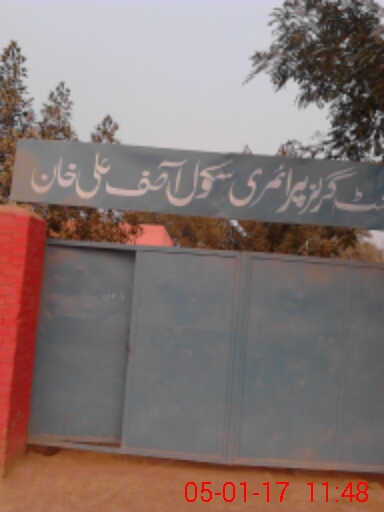 گرلز پرائمری سکول آصف علی خان
05-01-17 11:48